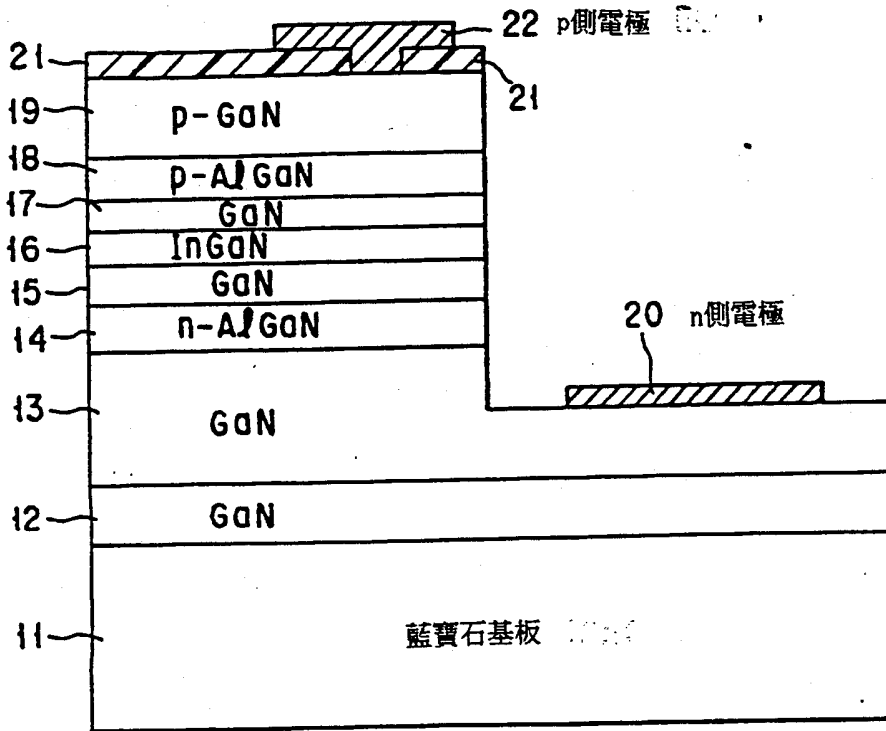 22 p側電極
21
21
19 p-GaN
18 p-AlGaN
17 GaN
16 InGaN
15 GaN
14 n-AlGaN
20 n側電極
13 GaN
12 GaN
11 藍寶石基板